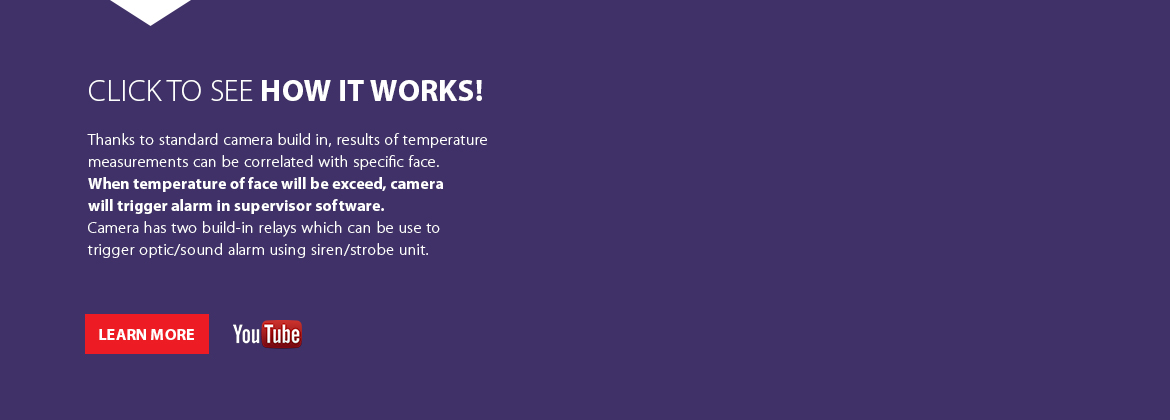 CLICK TO SEE HOW IT WORKS!
Thanks to standard camera build in, results of temperature
measurements can be correlated with specific face.
When temperature of face will be exceed, camera
will trigger alarm in supervisor software.
Camera has two build-in relays which can be use to
trigger optic/sound alarm using siren/strobe unit.
LEARN MORE
YouTube